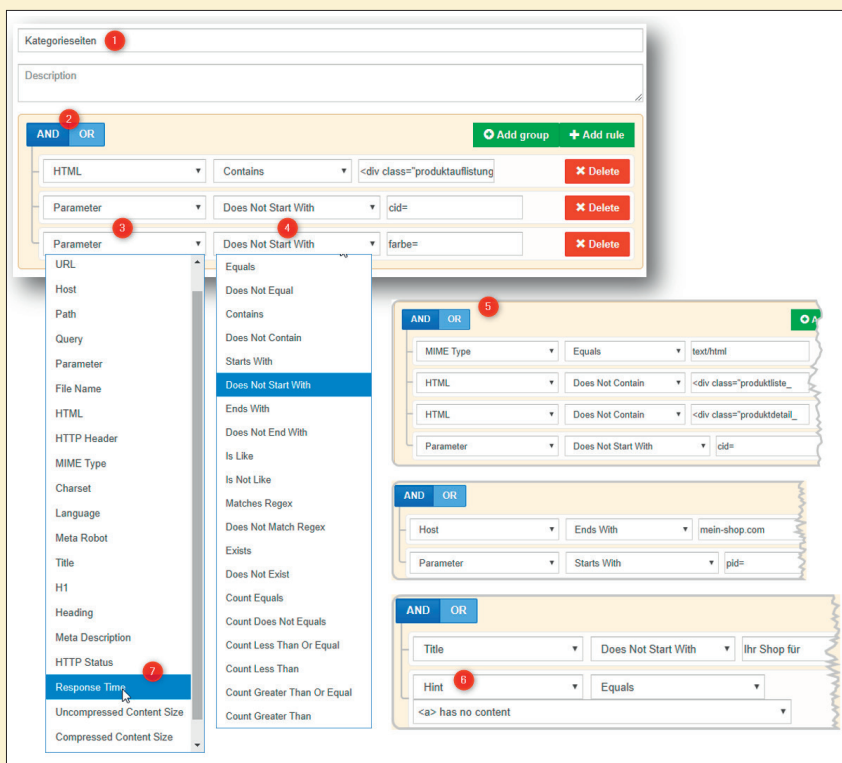 Kategorieseiten 1
Description
2
AND OR Add group Add rule
HTML Contains <div class="produktauflistung Delete
Parameter Does Not Start With cid= Delete
3 4
Parameter Does Not Start With farbe= Delete
URL
Host
Path
Query
Parameter
File Name
HTML
HTTP Header
MIME Type
Charset
Language
Meta Robot
Title
H1
Heading
Meta Description
HTTP Status
7
Response Time
Uncompressed Content Size
Compressed Content Size
Equals
Does Not Equal
Contains
Does Not Contain
Starts With
Does Not Start With
Ends With
Does Not End With
Is Like
Is Not Like
Matches Regex
Does Not Match Regex
Exists
Does Not Exist
Count Equals
Count Does Not Equals
Count Less Than Or Equal
Count Less Than
Count Greater Than Or Equal
Count Greater Than
5
AND OR A
MIME Type Equals text/html
HTML Does Not Contain <div class="produktliste_
HTML Does Not Contain <div class="produktdetail_
Parameter Does Not Start With cid=
AND OR
Host Ends With mein-shop.com
Parameter Starts With pid=
AND OR
Title Does Not Start With Ihr Shop für
Hint 6 Equals
<a> has no content